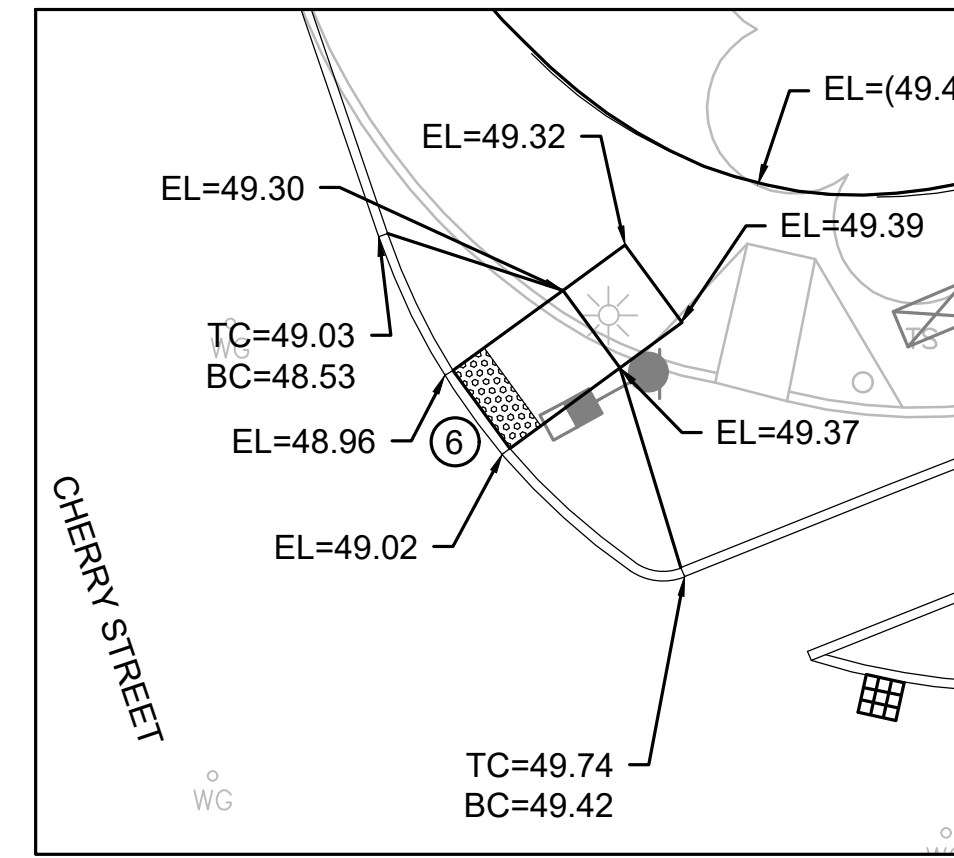 EL=(49.4
EL=49.32
EL=49.30
EL=49.39
TC=49.03
BC=48.53
WG
TS
EL=48.96
6
EL=49.37
EL=49.02
CHERRY STREET
TC=49.74
BC=49.42
WG